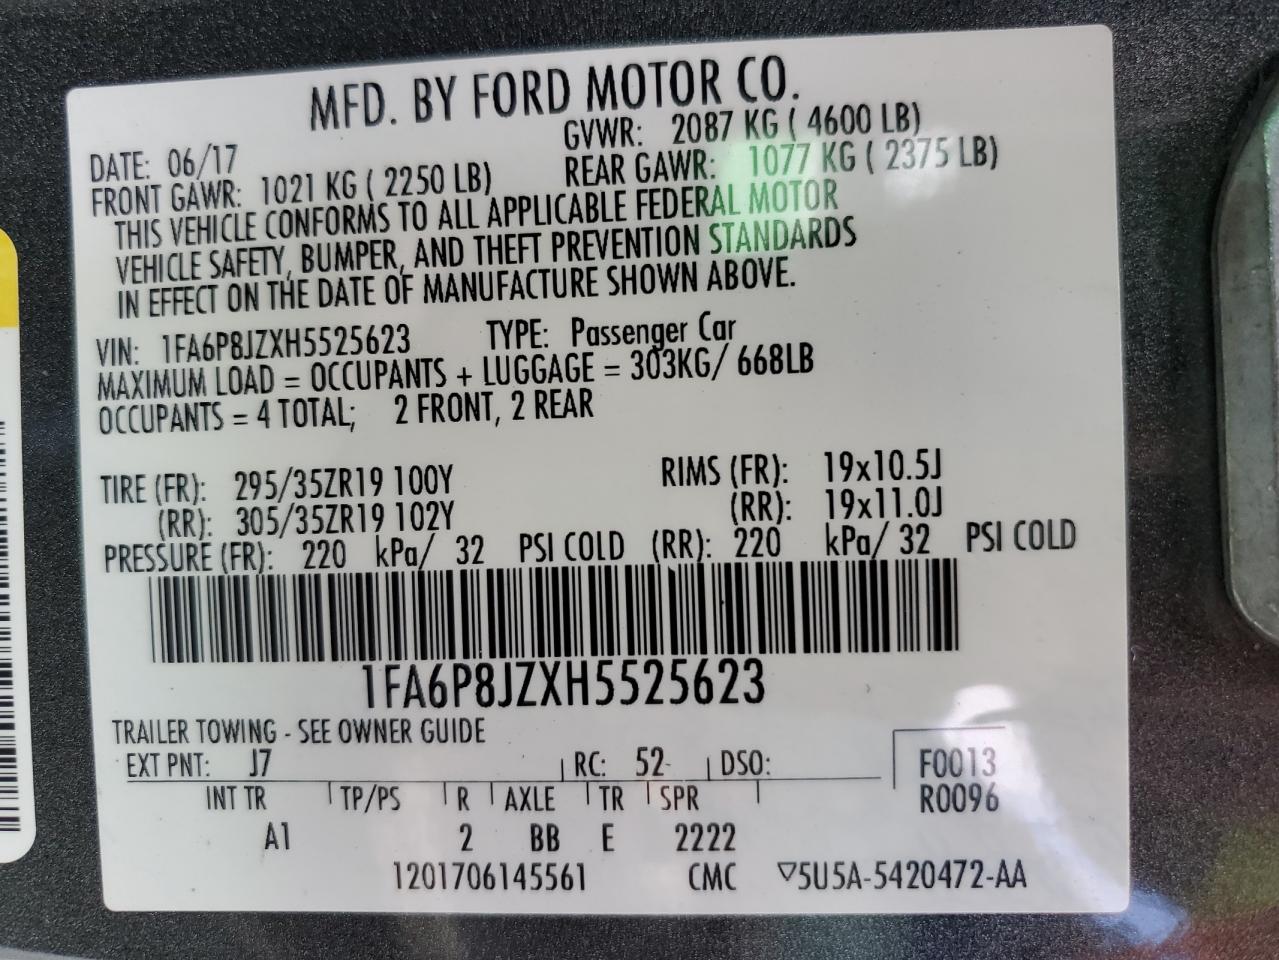 MFD. BY FORD MOTOR CO.
DATE: 06/17 GVWR: 2087 KG ( 4600 LB)
FRONT GAWR: 1021 KG ( 2250 LB) REAR GAWR: 1077 KG ( 2375 LB)
THIS VEHICLE CONFORMS TO ALL APPLICABLE FEDERAL MOTOR
VEHICLE SAFETY, BUMPER, AND THEFT PREVENTION STANDARDS
IN EFFECT ON THE DATE OF MANUFACTURE SHOWN ABOVE.
VIN: 1FA6P8JZXH5525623 TYPE: Passenger Car
MAXIMUM LOAD = OCCUPANTS + LUGGAGE = 303KG/ 668LB
OCCUPANTS = 4 TOTAL; 2 FRONT, 2 REAR
TIRE (FR): 295/35ZR19 100Y RIMS (FR): 19x10.5J
(RR): 305/35ZR19 102Y (RR): 19x11.0J
PRESSURE (FR): 220 kPa/ 32 PSI COLD (RR): 220 kPa/ 32 PSI COLD
1FA6P8JZXH5525623
TRAILER TOWING - SEE OWNER GUIDE
EXT PNT: J7 RC: 52 DSO: F0013
INT TR TP/PS R AXLE TR SPR R0096
A1 2 BB E 2222
1201706145561 CMC ▽5U5A-5420472-AA